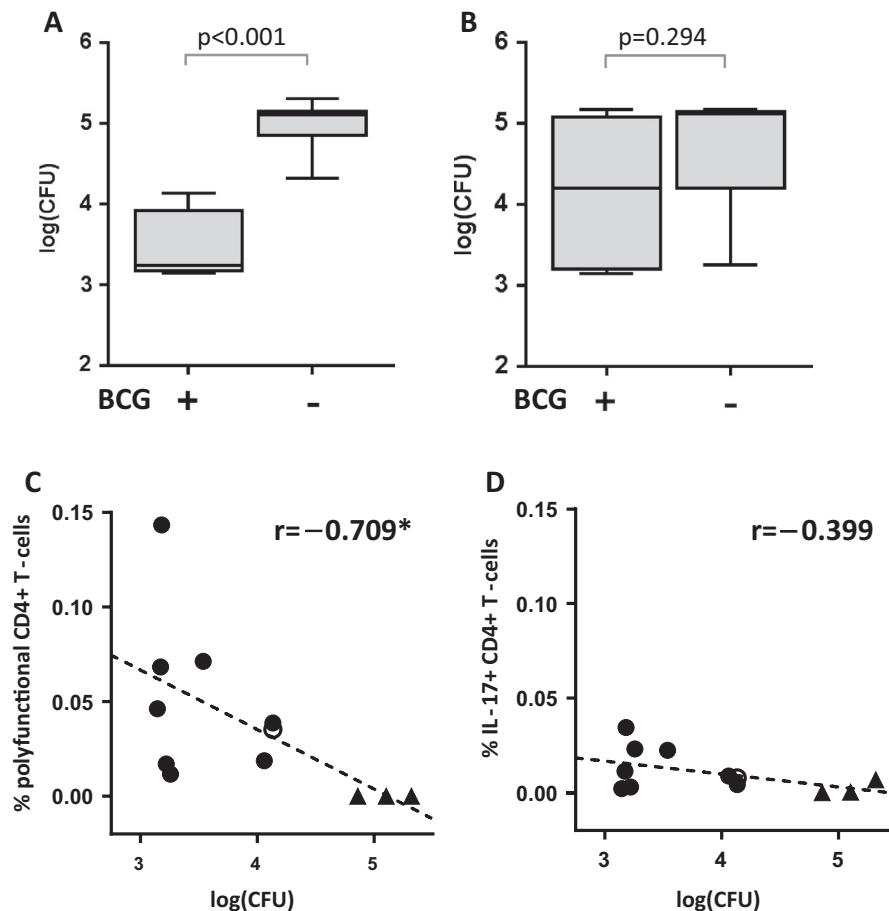 A
p<0.001
6
5
4
3
2
log(CFU)
BCG + -
B
p=0.294
6
5
4
3
2
log(CFU)
BCG + -
C
r=−0.709*
0.15
0.10
0.05
0.00
% polyfunctional CD4+ T-cells
3 4 5
log(CFU)
D
r=−0.399
0.15
0.10
0.05
0.00
% IL-17+ CD4+ T-cells
3 4 5
log(CFU)